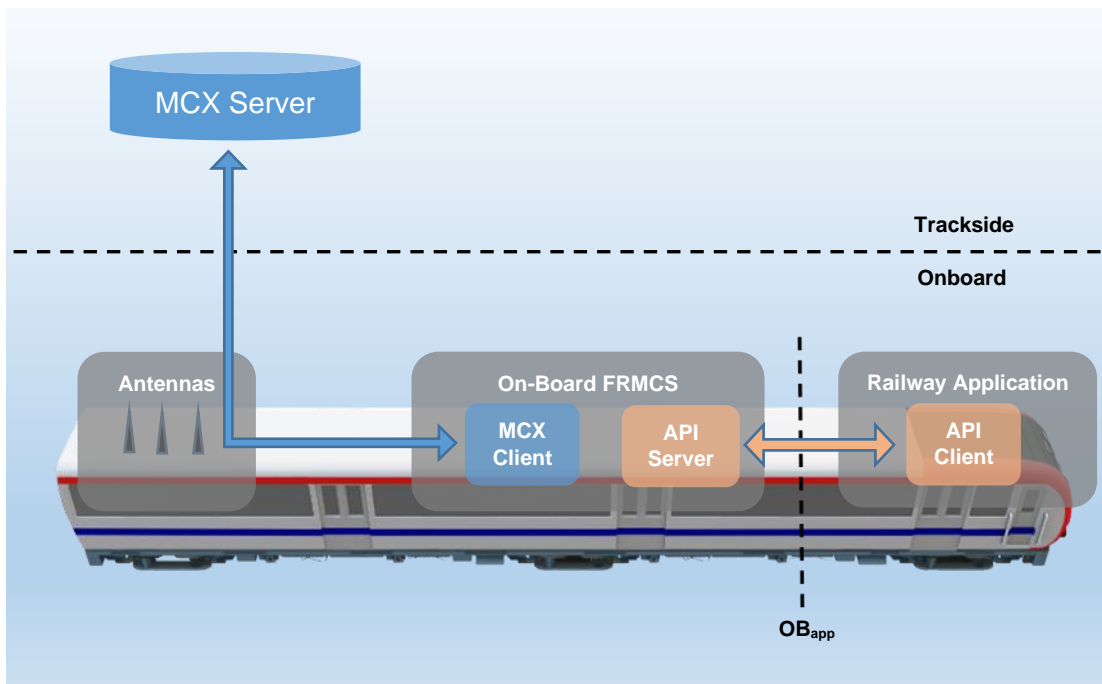 MCX Server
Trackside
Onboard
Antennas
On-Board FRMCS
Railway Application
MCX
Client
API
Server
API
Client
OBapp